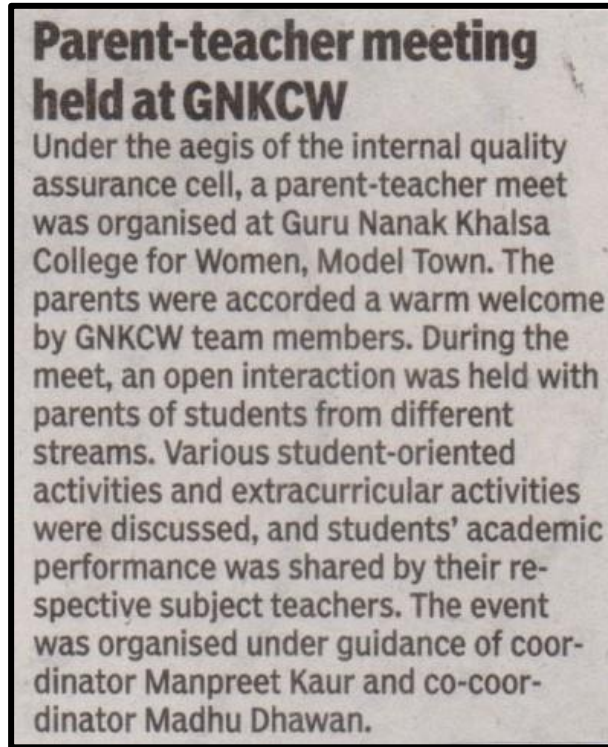 Parent-teacher meeting
held at GNKCW
Under the aegis of the internal quality
assurance cell, a parent-teacher meet
was organised at Guru Nanak Khalsa
College for Women, Model Town. The
parents were accorded a warm welcome
by GNKCW team members. During the
meet, an open interaction was held with
parents of students from different
streams. Various student-oriented
activities and extracurricular activities
were discussed, and students’ academic
performance was shared by their re-
spective subject teachers. The event
was organised under guidance of coor-
dinator Manpreet Kaur and co-coor-
dinator Madhu Dhawan.